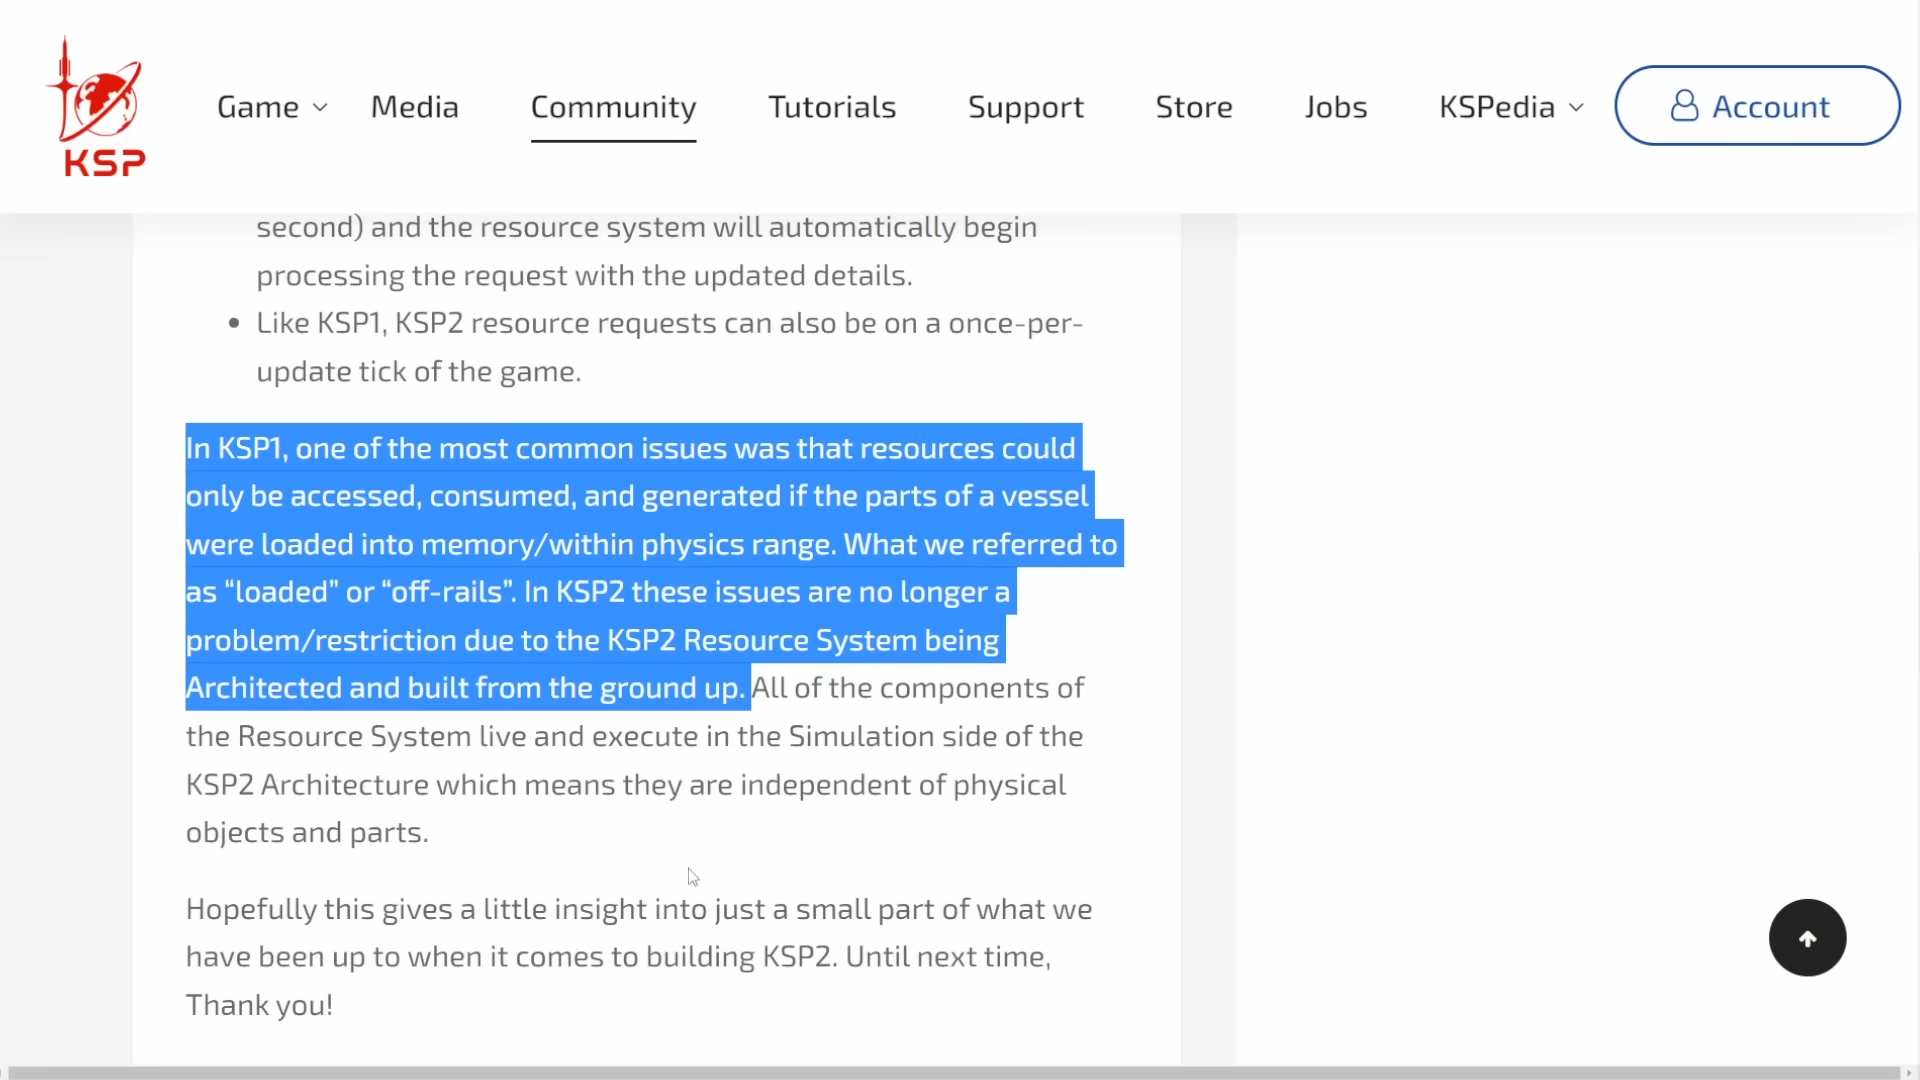 KSP
Game
Media
Community
Tutorials
Support
Store
Jobs
KSPedia
Account
second) and the resource system will automatically begin
processing the request with the updated details.
• Like KSP1, KSP2 resource requests can also be on a once-per-
update tick of the game.
In KSP1, one of the most common issues was that resources could
only be accessed, consumed, and generated if the parts of a vessel
were loaded into memory/within physics range. What we referred to
as “loaded” or “off-rails”. In KSP2 these issues are no longer a
problem/restriction due to the KSP2 Resource System being
Architected and built from the ground up. All of the components of
the Resource System live and execute in the Simulation side of the
KSP2 Architecture which means they are independent of physical
objects and parts.
Hopefully this gives a little insight into just a small part of what we
have been up to when it comes to building KSP2. Until next time,
Thank you!